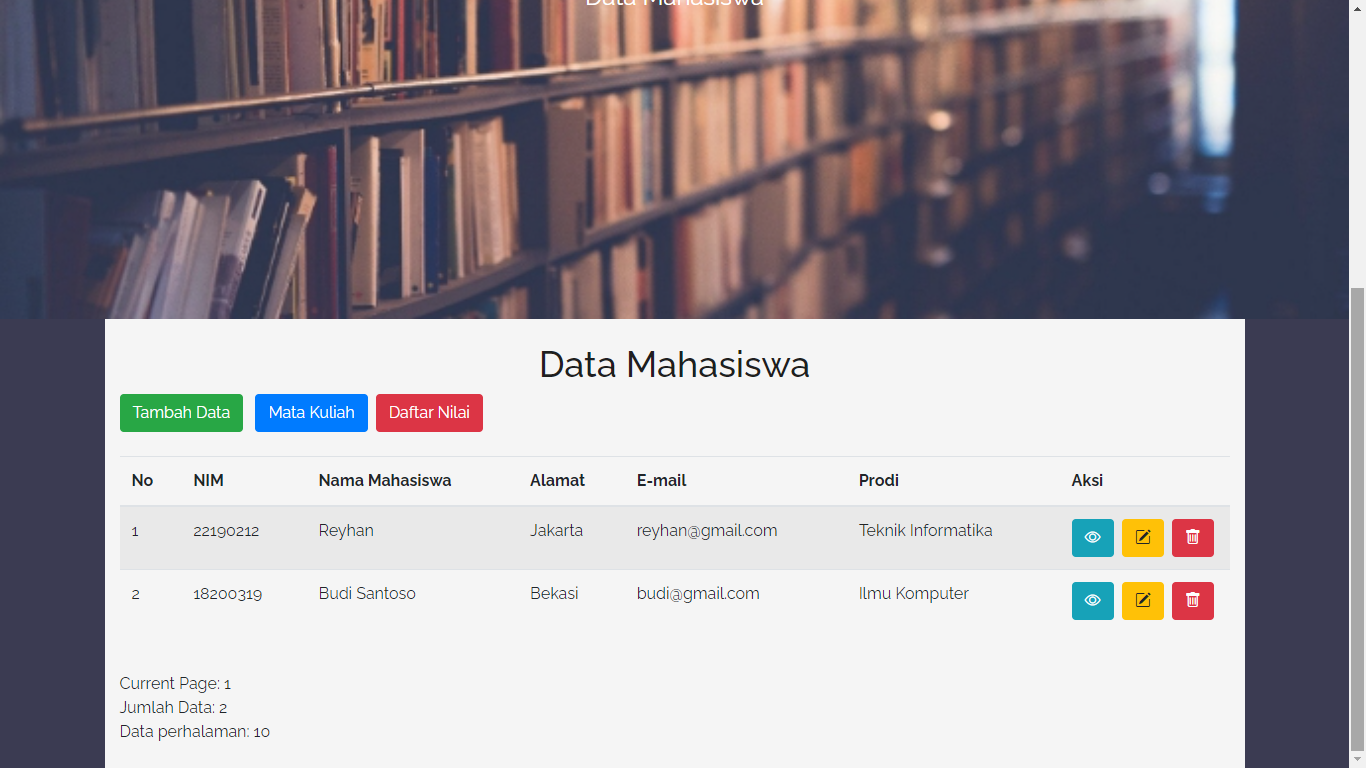 Data Mahasiswa
Data Mahasiswa
Tambah Data Mata Kuliah Daftar Nilai
No NIM Nama Mahasiswa Alamat E-mail Prodi Aksi
1 22190212 Reyhan Jakarta reyhan@gmail.com Teknik Informatika
2 18200319 Budi Santoso Bekasi budi@gmail.com Ilmu Komputer
Current Page: 1
Jumlah Data: 2
Data perhalaman: 10